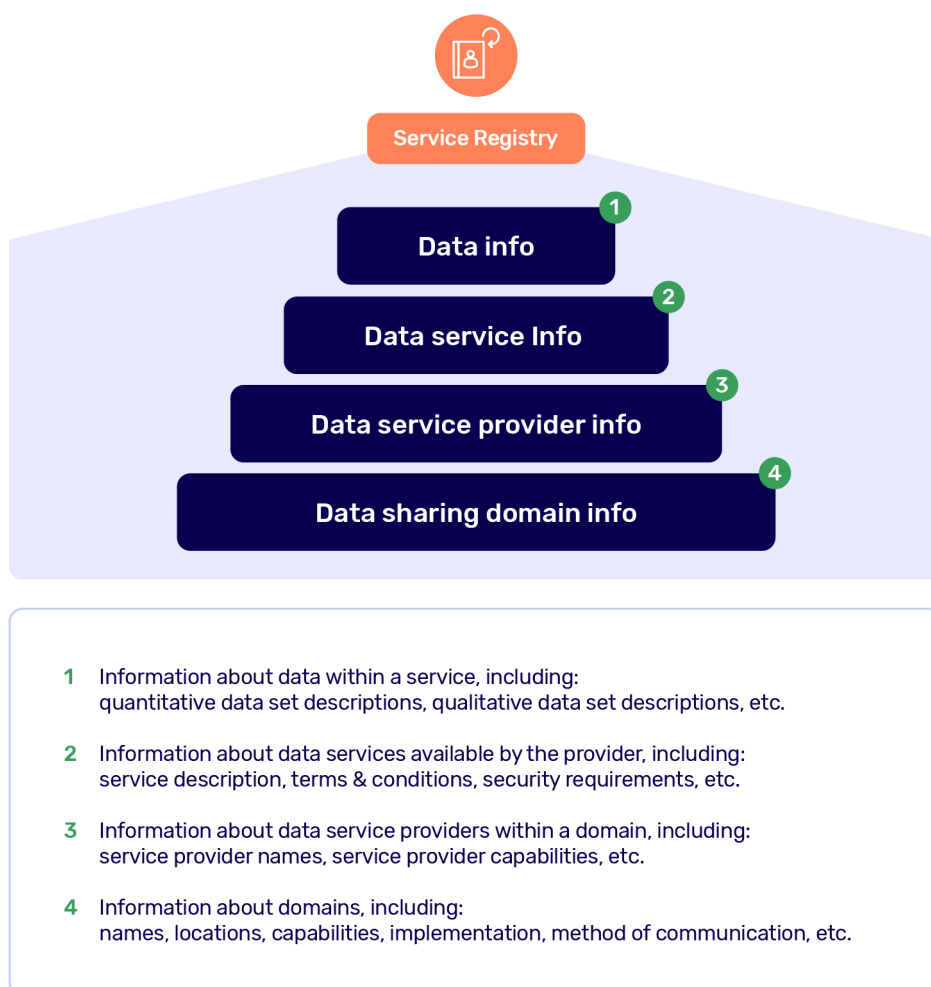 Service Registry
1
Data info
2
Data service Info
3
Data service provider info
4
Data sharing domain info
1 Information about data within a service, including:
quantitative data set descriptions, qualitative data set descriptions, etc.
2 Information about data services available by the provider, including:
service description, terms & conditions, security requirements, etc.
3 Information about data service providers within a domain, including:
service provider names, service provider capabilities, etc.
4 Information about domains, including:
names, locations, capabilities, implementation, method of communication, etc.